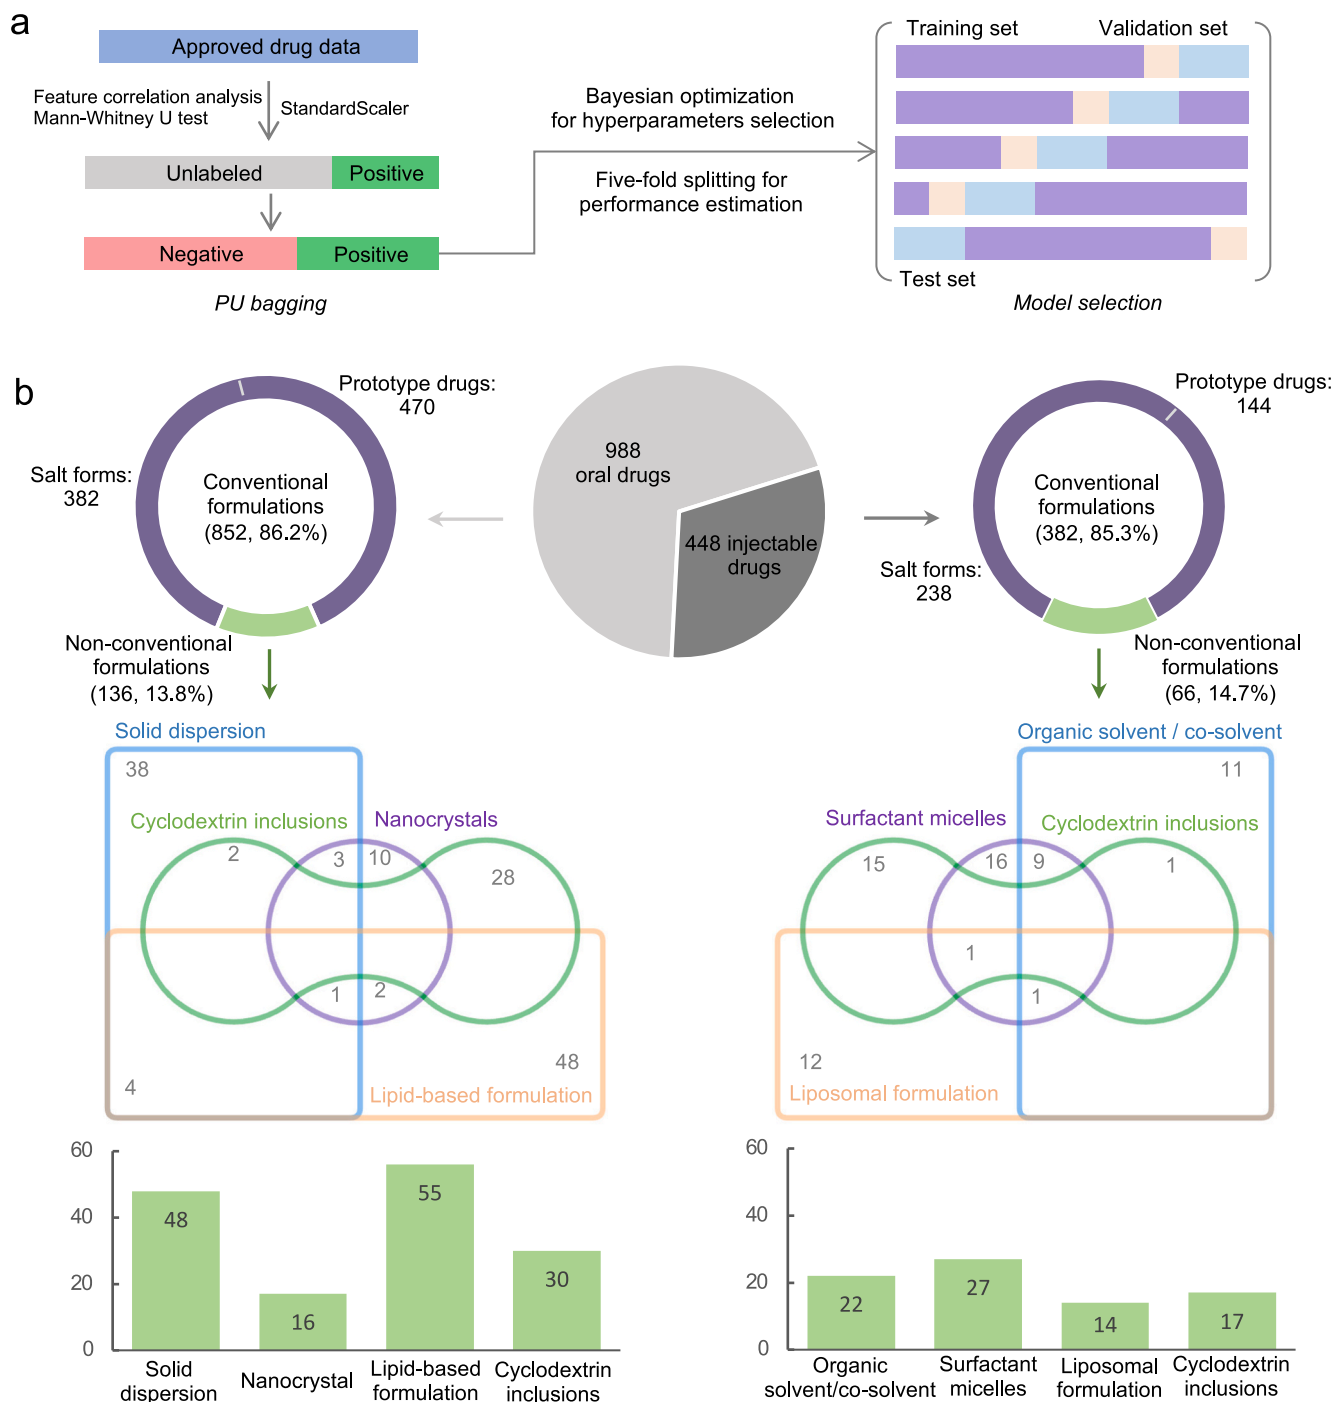 a
Approved drug data
Feature correlation analysis
Mann-Whitney U test
StandardScaler
Unlabeled
Positive
Negative
Positive
PU bagging
Bayesian optimization
for hyperparameters selection
Five-fold splitting for
performance estimation
Training set
Validation set
Test set
Model selection
b
Prototype drugs:
470
Salt forms:
382
Conventional
formulations
(852, 86.2%)
Non-conventional
formulations
(136, 13.8%)
988
oral drugs
448 injectable
drugs
Prototype drugs:
144
Conventional
formulations
(382, 85.3%)
Salt forms:
238
Non-conventional
formulations
(66, 14.7%)
Solid dispersion
38
Cyclodextrin inclusions
Nanocrystals
2
3
10
28
1
2
4
48
Lipid-based formulation
Organic solvent / co-solvent
11
Surfactant micelles
Cyclodextrin inclusions
15
16
9
1
1
1
12
Liposomal formulation
60
40
20
0
48
16
55
30
Solid
dispersion
Nanocrystal
Lipid-based
formulation
Cyclodextrin
inclusions
60
40
20
0
22
27
14
17
Organic
solvent/co-solvent
Surfactant
micelles
Liposomal
formulation
Cyclodextrin
inclusions